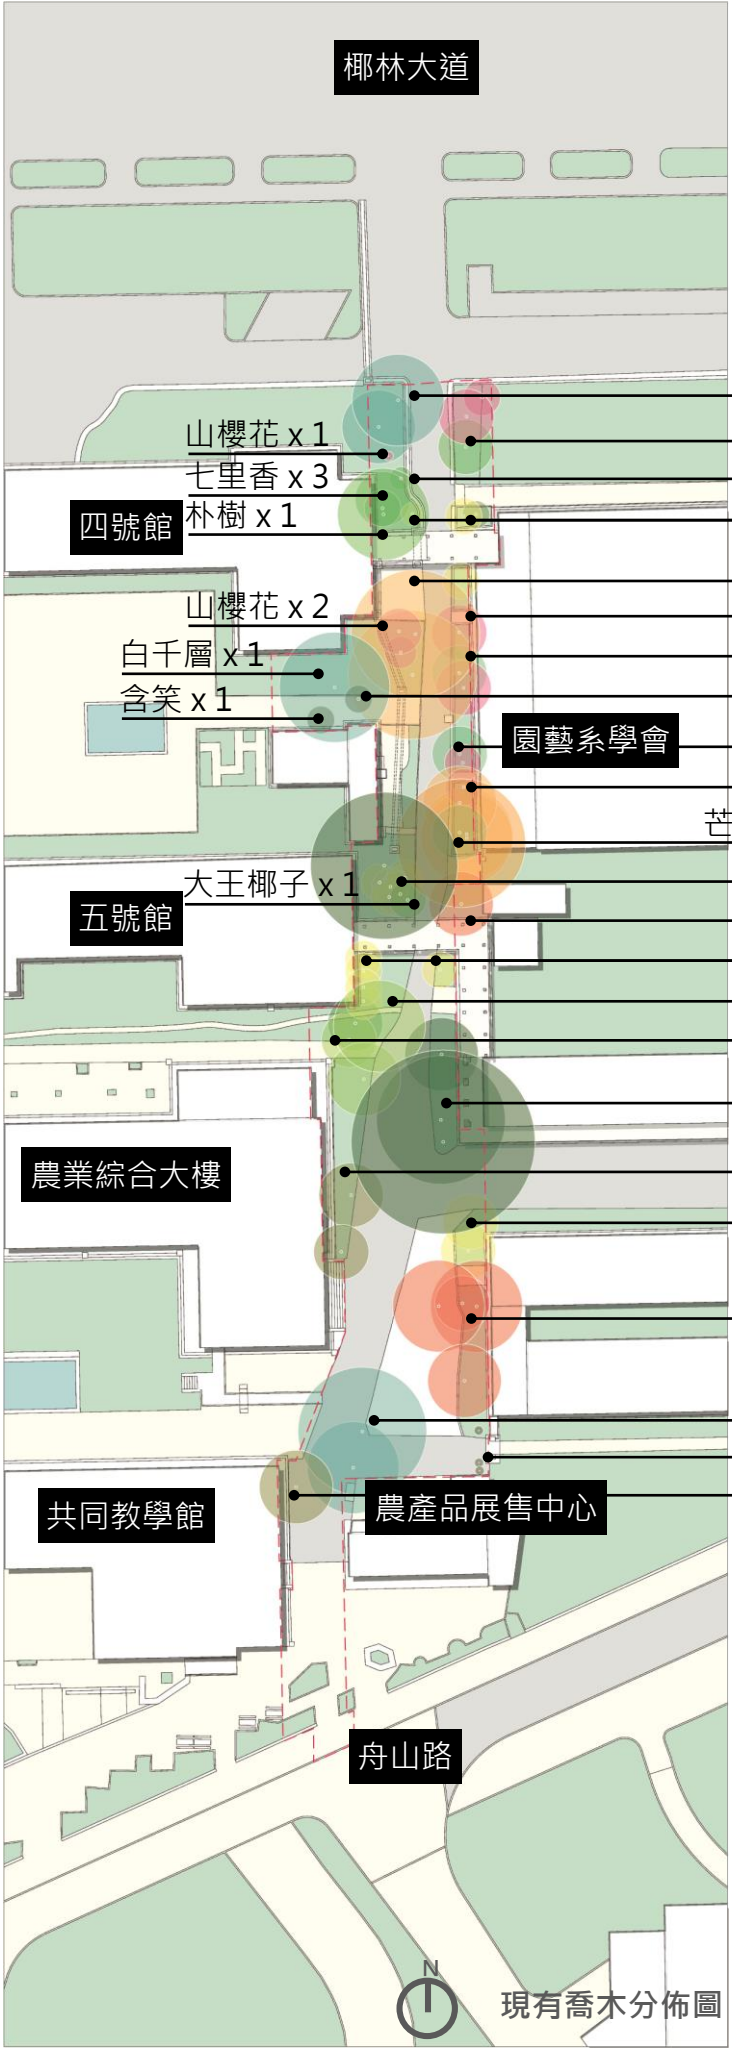 椰林大道
山櫻花 x 1
七里香 x 3
四號館
朴樹 x 1
山櫻花 x 2
白千層 x 1
含笑 x 1
園藝系學會
芒
大王椰子 x 1
五號館
農業綜合大樓
共同教學館
農產品展售中心
舟山路
N
現有喬木分佈圖